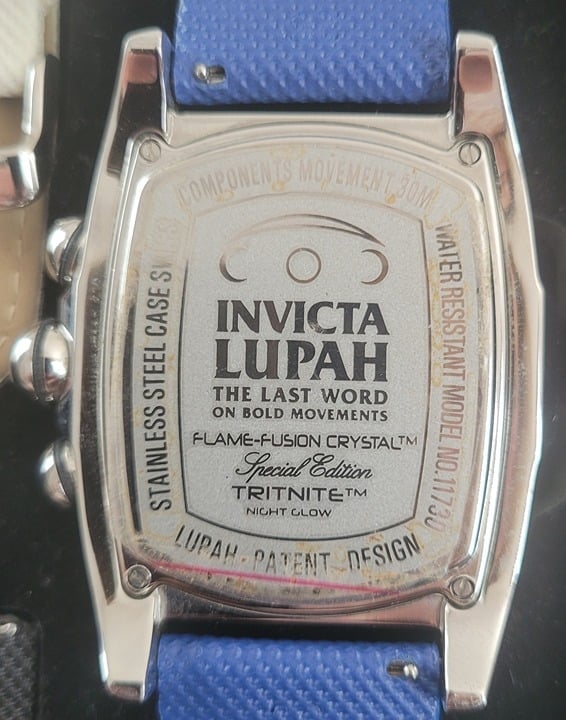 COMPONENTS MOVEMENT 30M
WATER RESISTANT MODEL NO.11730
LUPAH PATENT DESIGN
STAINLESS STEEL CASE
INVICTA
LUPAH
THE LAST WORD
ON BOLD MOVEMENTS
FLAME-FUSION CRYSTAL™
Special Edition
TRITNITE™
NIGHT GLOW